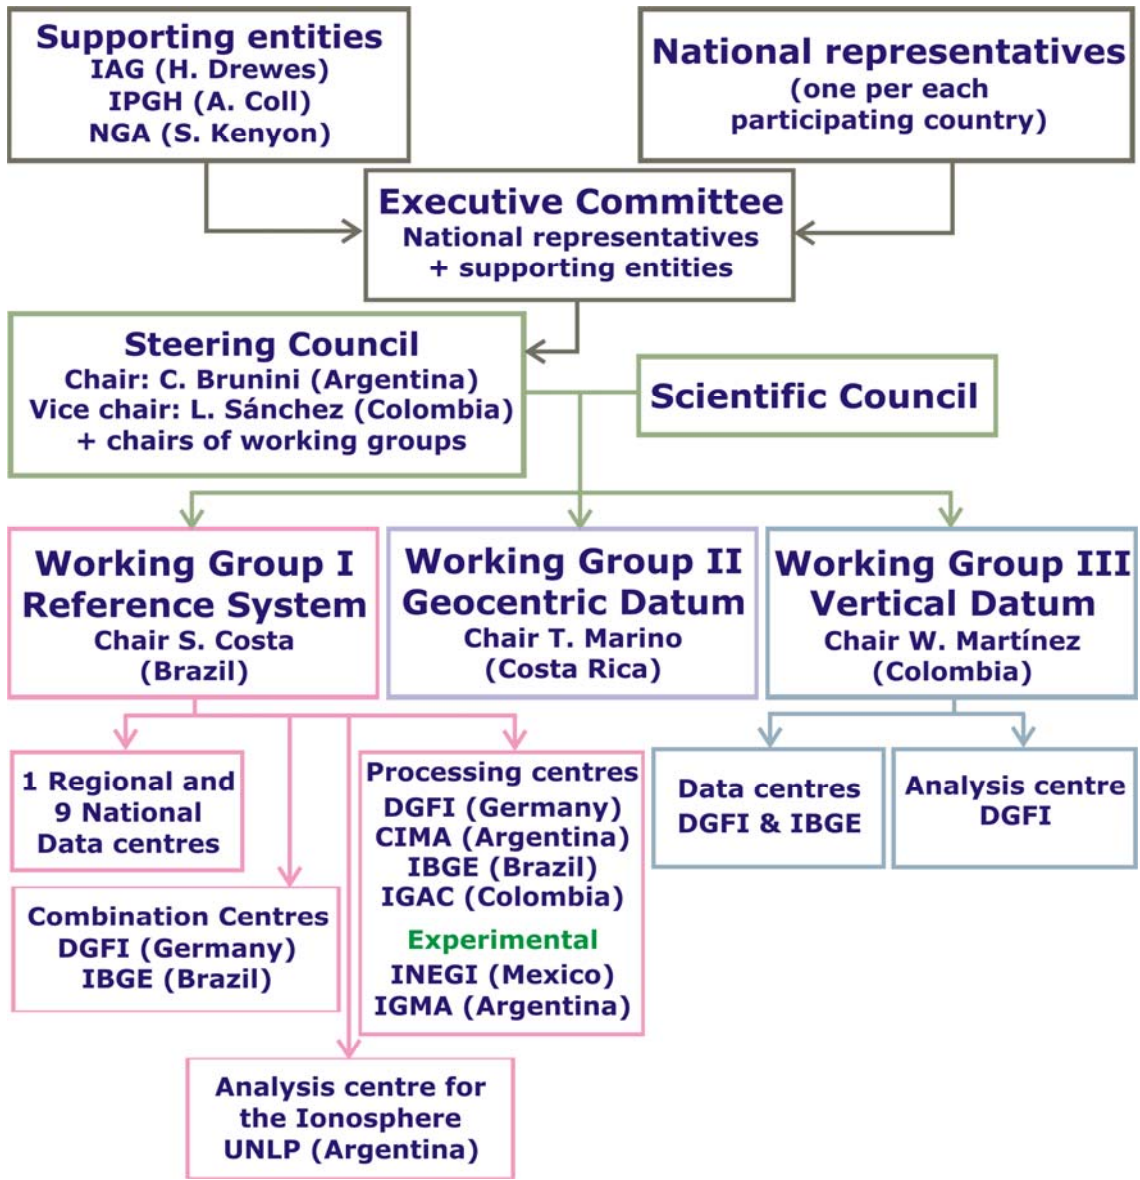 Supporting entities
IAG (H. Drewes)
IPGH (A. Coll)
NGA (S. Kenyon)
National representatives
(one per each
participating country)
Executive Committee
National representatives
+ supporting entities
Steering Council
Chair: C. Brunini (Argentina)
Vice chair: L. Sánchez (Colombia)
+ chairs of working groups
Scientific Council
Working Group I
Reference System
Chair S. Costa
(Brazil)
Working Group II
Geocentric Datum
Chair T. Marino
(Costa Rica)
Working Group III
Vertical Datum
Chair W. Martínez
(Colombia)
1 Regional and
9 National
Data centres
Combination Centres
DGFI (Germany)
IBGE (Brazil)
Analysis centre for
the Ionosphere
UNLP (Argentina)
Processing centres
DGFI (Germany)
CIMA (Argentina)
IBGE (Brazil)
IGAC (Colombia)
Experimental
INEGI (Mexico)
IGMA (Argentina)
Data centres
DGFI & IBGE
Analysis centre
DGFI